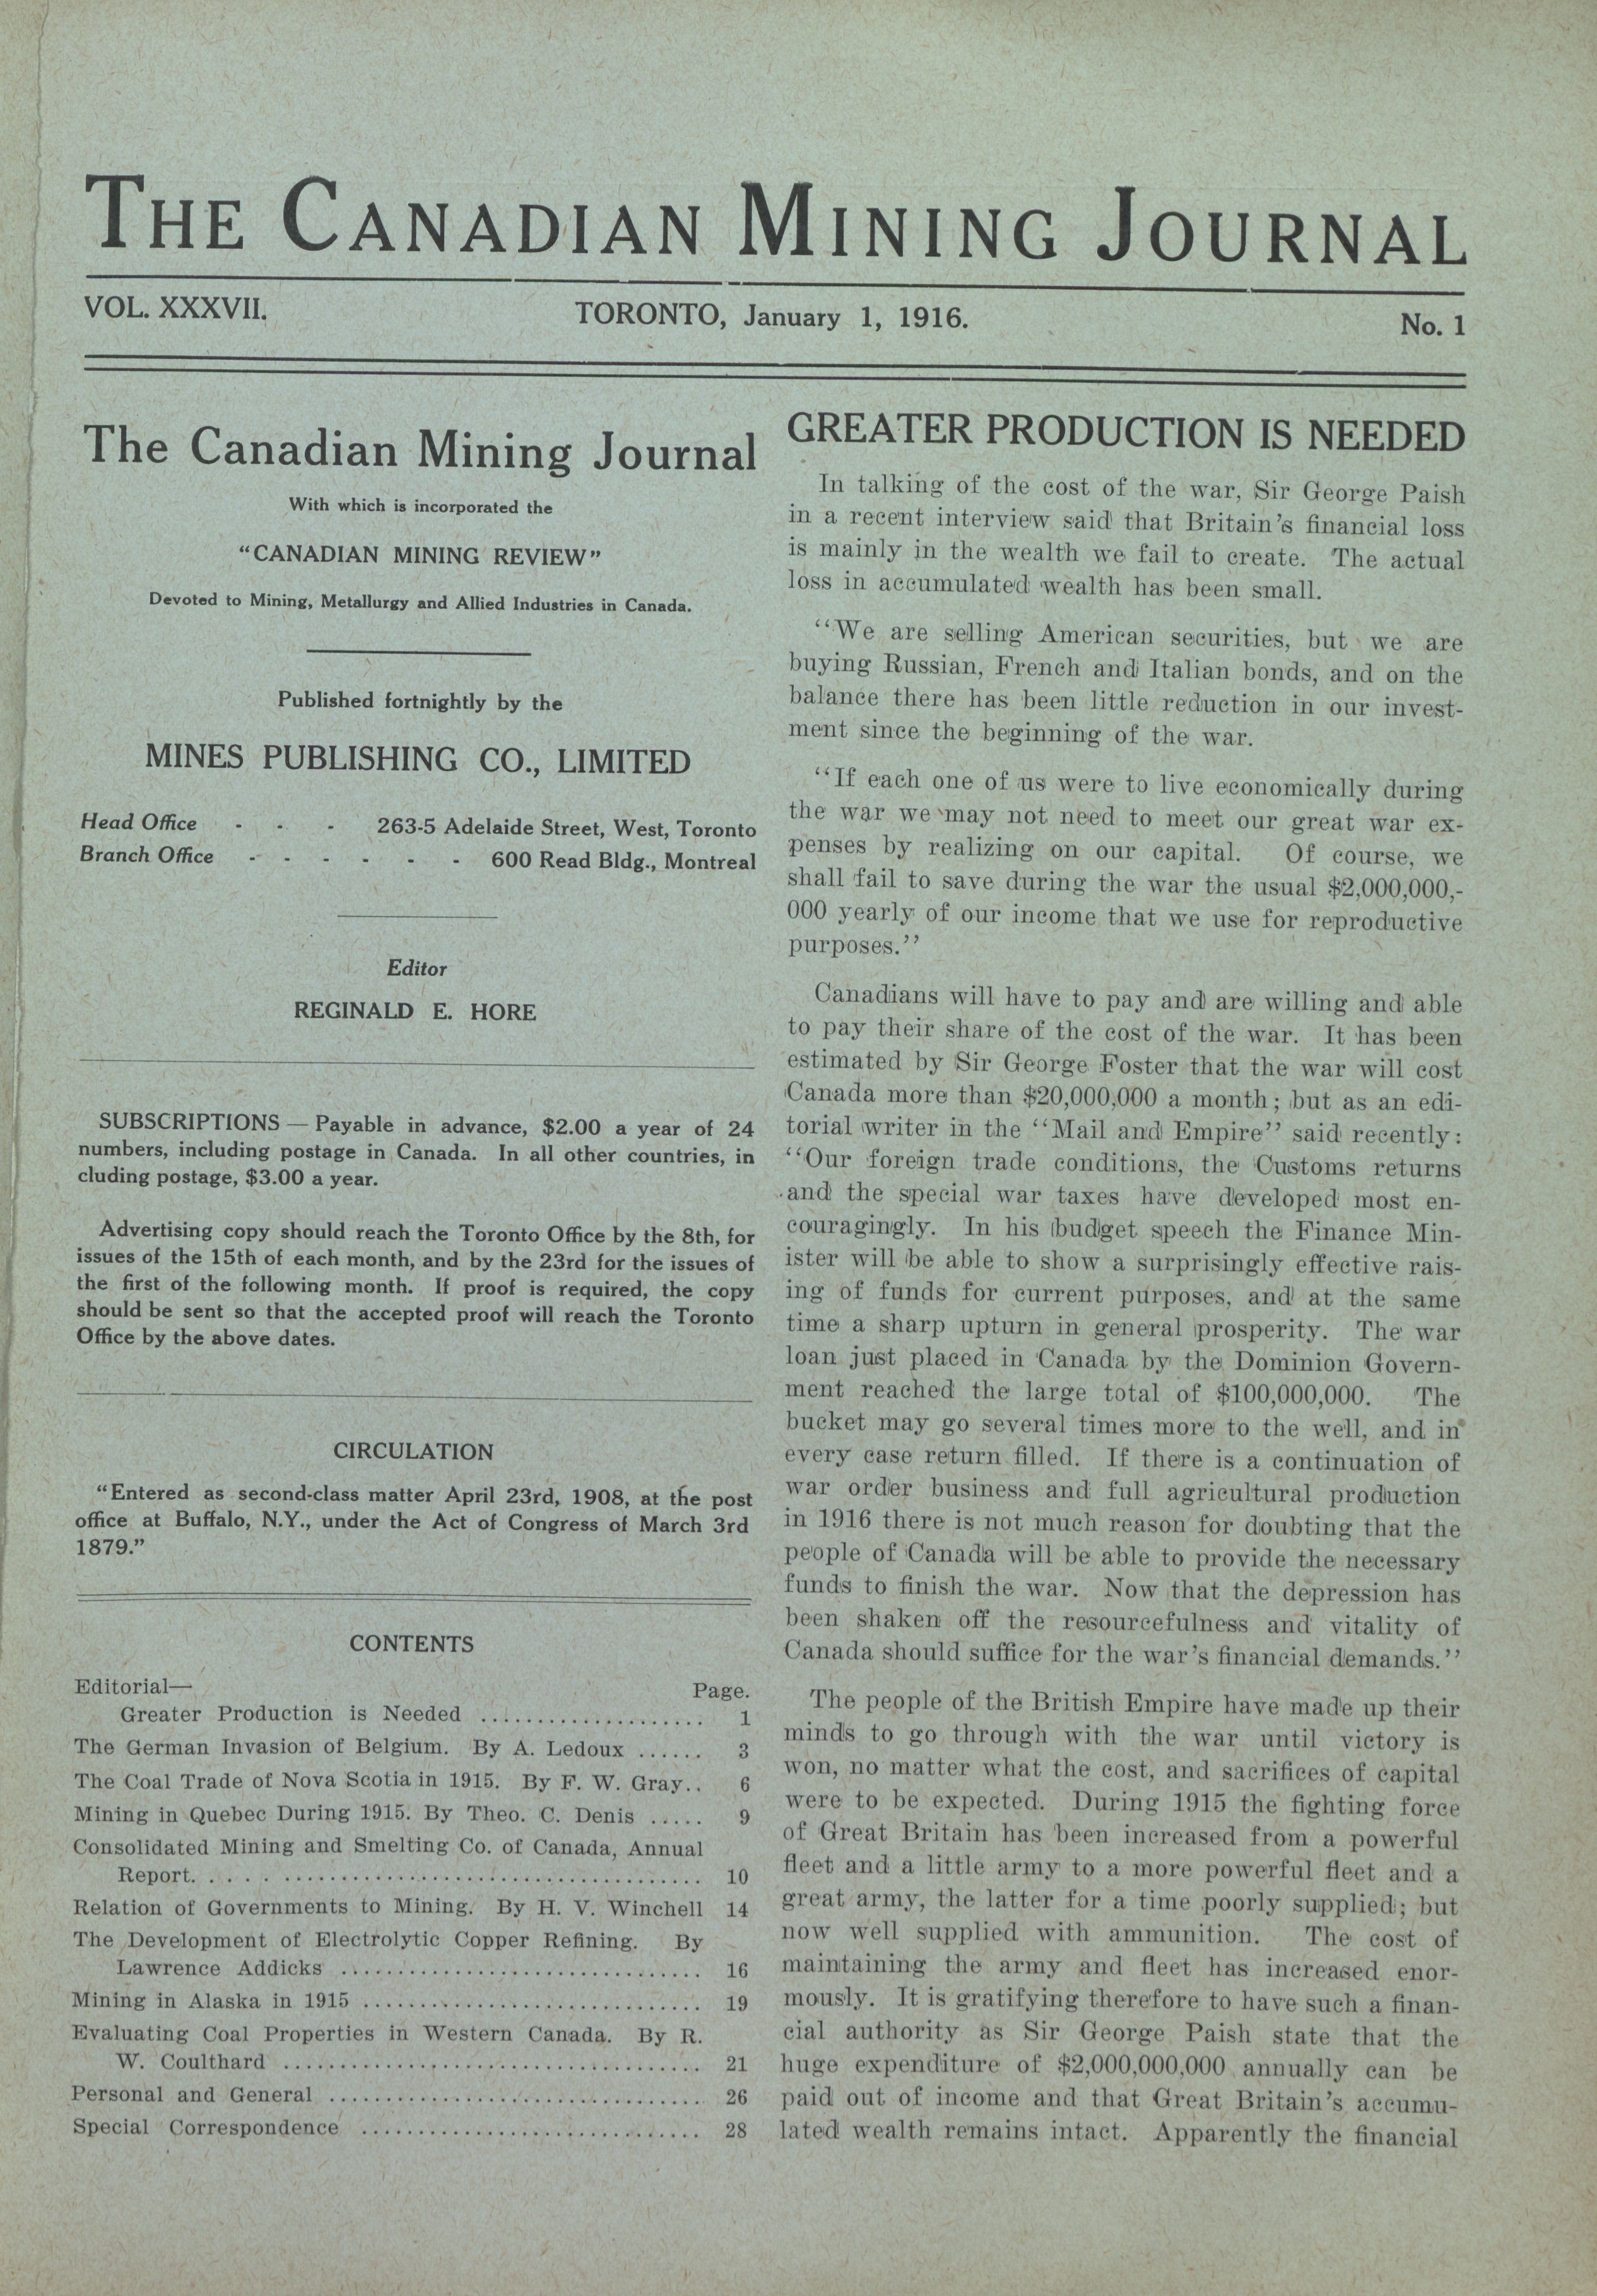 THE CANADIAN MINING JOURNAL
VOL. XXXVII. TORONTO, January 1, 1916. No. 1
The Canadian Mining Journal
With which is incorporated the
"CANADIAN MINING REVIEW"
Devoted to Mining, Metallurgy and Allied Industries in Canada.
Published fortnightly by the
MINES PUBLISHING CO., LIMITED
Head Office - - - 263-5 Adelaide Street, West, Toronto
Branch Office - - - - - - 600 Read Bldg., Montreal
Editor
REGINALD E. HORE
SUBSCRIPTIONS — Payable in advance, $2.00 a year of 24
numbers, including postage in Canada. In all other countries, in
cluding postage, $3.00 a year.
Advertising copy should reach the Toronto Office by the 8th, for
issues of the 15th of each month, and by the 23rd for the issues of
the first of the following month. If proof is required, the copy
should be sent so that the accepted proof will reach the Toronto
Office by the above dates.
CIRCULATION
"Entered as second-class matter April 23rd, 1908, at the post
office at Buffalo, N.Y., under the Act of Congress of March 3rd
1879."
CONTENTS
Editorial— Page.
Greater Production is Needed .................... 1
The German Invasion of Belgium. By A. Ledoux ...... 3
The Coal Trade of Nova Scotia in 1915. By F. W. Gray.. 6
Mining in Quebec During 1915. By Theo. C. Denis ..... 9
Consolidated Mining and Smelting Co. of Canada, Annual
Report. . . . . ..................................... 10
Relation of Governments to Mining. By H. V. Winchell 14
The Development of Electrolytic Copper Refining. By
Lawrence Addicks ................................ 16
Mining in Alaska in 1915 .............................. 19
Evaluating Coal Properties in Western Canada. By R.
W. Coulthard ..................................... 21
Personal and General ................................. 26
Special Correspondence .............................. 28
GREATER PRODUCTION IS NEEDED
In talking of the cost of the war, Sir George Paish
in a recent interview said that Britain's financial loss
is mainly in the wealth we fail to create. The actual
loss in accumulated wealth has been small.
"We are selling American securities, but we are
buying Russian, French and Italian bonds, and on the
balance there has been little reduction in our invest-
ment since the beginning of the war.
"If each one of us were to live economically during
the war we may not need to meet our great war ex-
penses by realizing on our capital. Of course, we
shall fail to save during the war the usual $2,000,000,-
000 yearly of our income that we use for reproductive
purposes."
Canadians will have to pay and are willing and able
to pay their share of the cost of the war. It has been
estimated by Sir George Foster that the war will cost
Canada more than $20,000,000 a month; but as an edi-
torial writer in the "Mail and Empire" said recently:
"Our foreign trade conditions, the Customs returns
and the special war taxes have developed most en-
couragingly. In his budget speech the Finance Min-
ister will be able to show a surprisingly effective rais-
ing of funds for current purposes, and at the same
time a sharp upturn in general prosperity. The war
loan just placed in Canada by the Dominion Govern-
ment reached the large total of $100,000,000. The
bucket may go several times more to the well, and in
every case return filled. If there is a continuation of
war order business and full agricultural production
in 1916 there is not much reason for doubting that the
people of Canada will be able to provide the necessary
funds to finish the war. Now that the depression has
been shaken off the resourcefulness and vitality of
Canada should suffice for the war's financial demands."
The people of the British Empire have made up their
minds to go through with the war until victory is
won, no matter what the cost, and sacrifices of capital
were to be expected. During 1915 the fighting force
of Great Britain has been increased from a powerful
fleet and a little army to a more powerful fleet and a
great army, the latter for a time poorly supplied; but
now well supplied with ammunition. The cost of
maintaining the army and fleet has increased enor-
mously. It is gratifying therefore to have such a finan-
cial authority as Sir George Paish state that the
huge expenditure of $2,000,000,000 annually can be
paid out of income and that Great Britain's accumu-
lated wealth remains intact. Apparently the financial